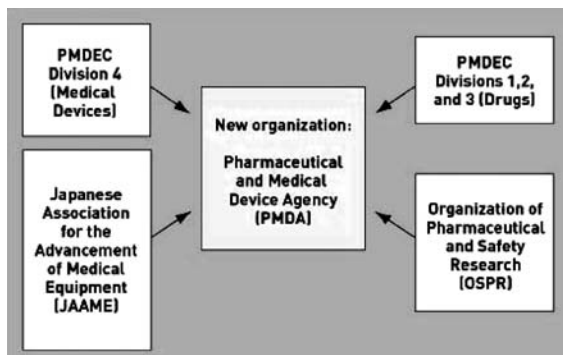 PMDEC
Division 4
(Medical
Devices)
Japanese
Association
for the
Advancement
of Medical
Equipment
(JAAME)
New organization:
Pharmaceutical
and Medical
Device Agency
(PMDA)
PMDEC
Divisions 1,2,
and 3 (Drugs)
Organization of
Pharmaceutical
and Safety
Research
(OSPR)